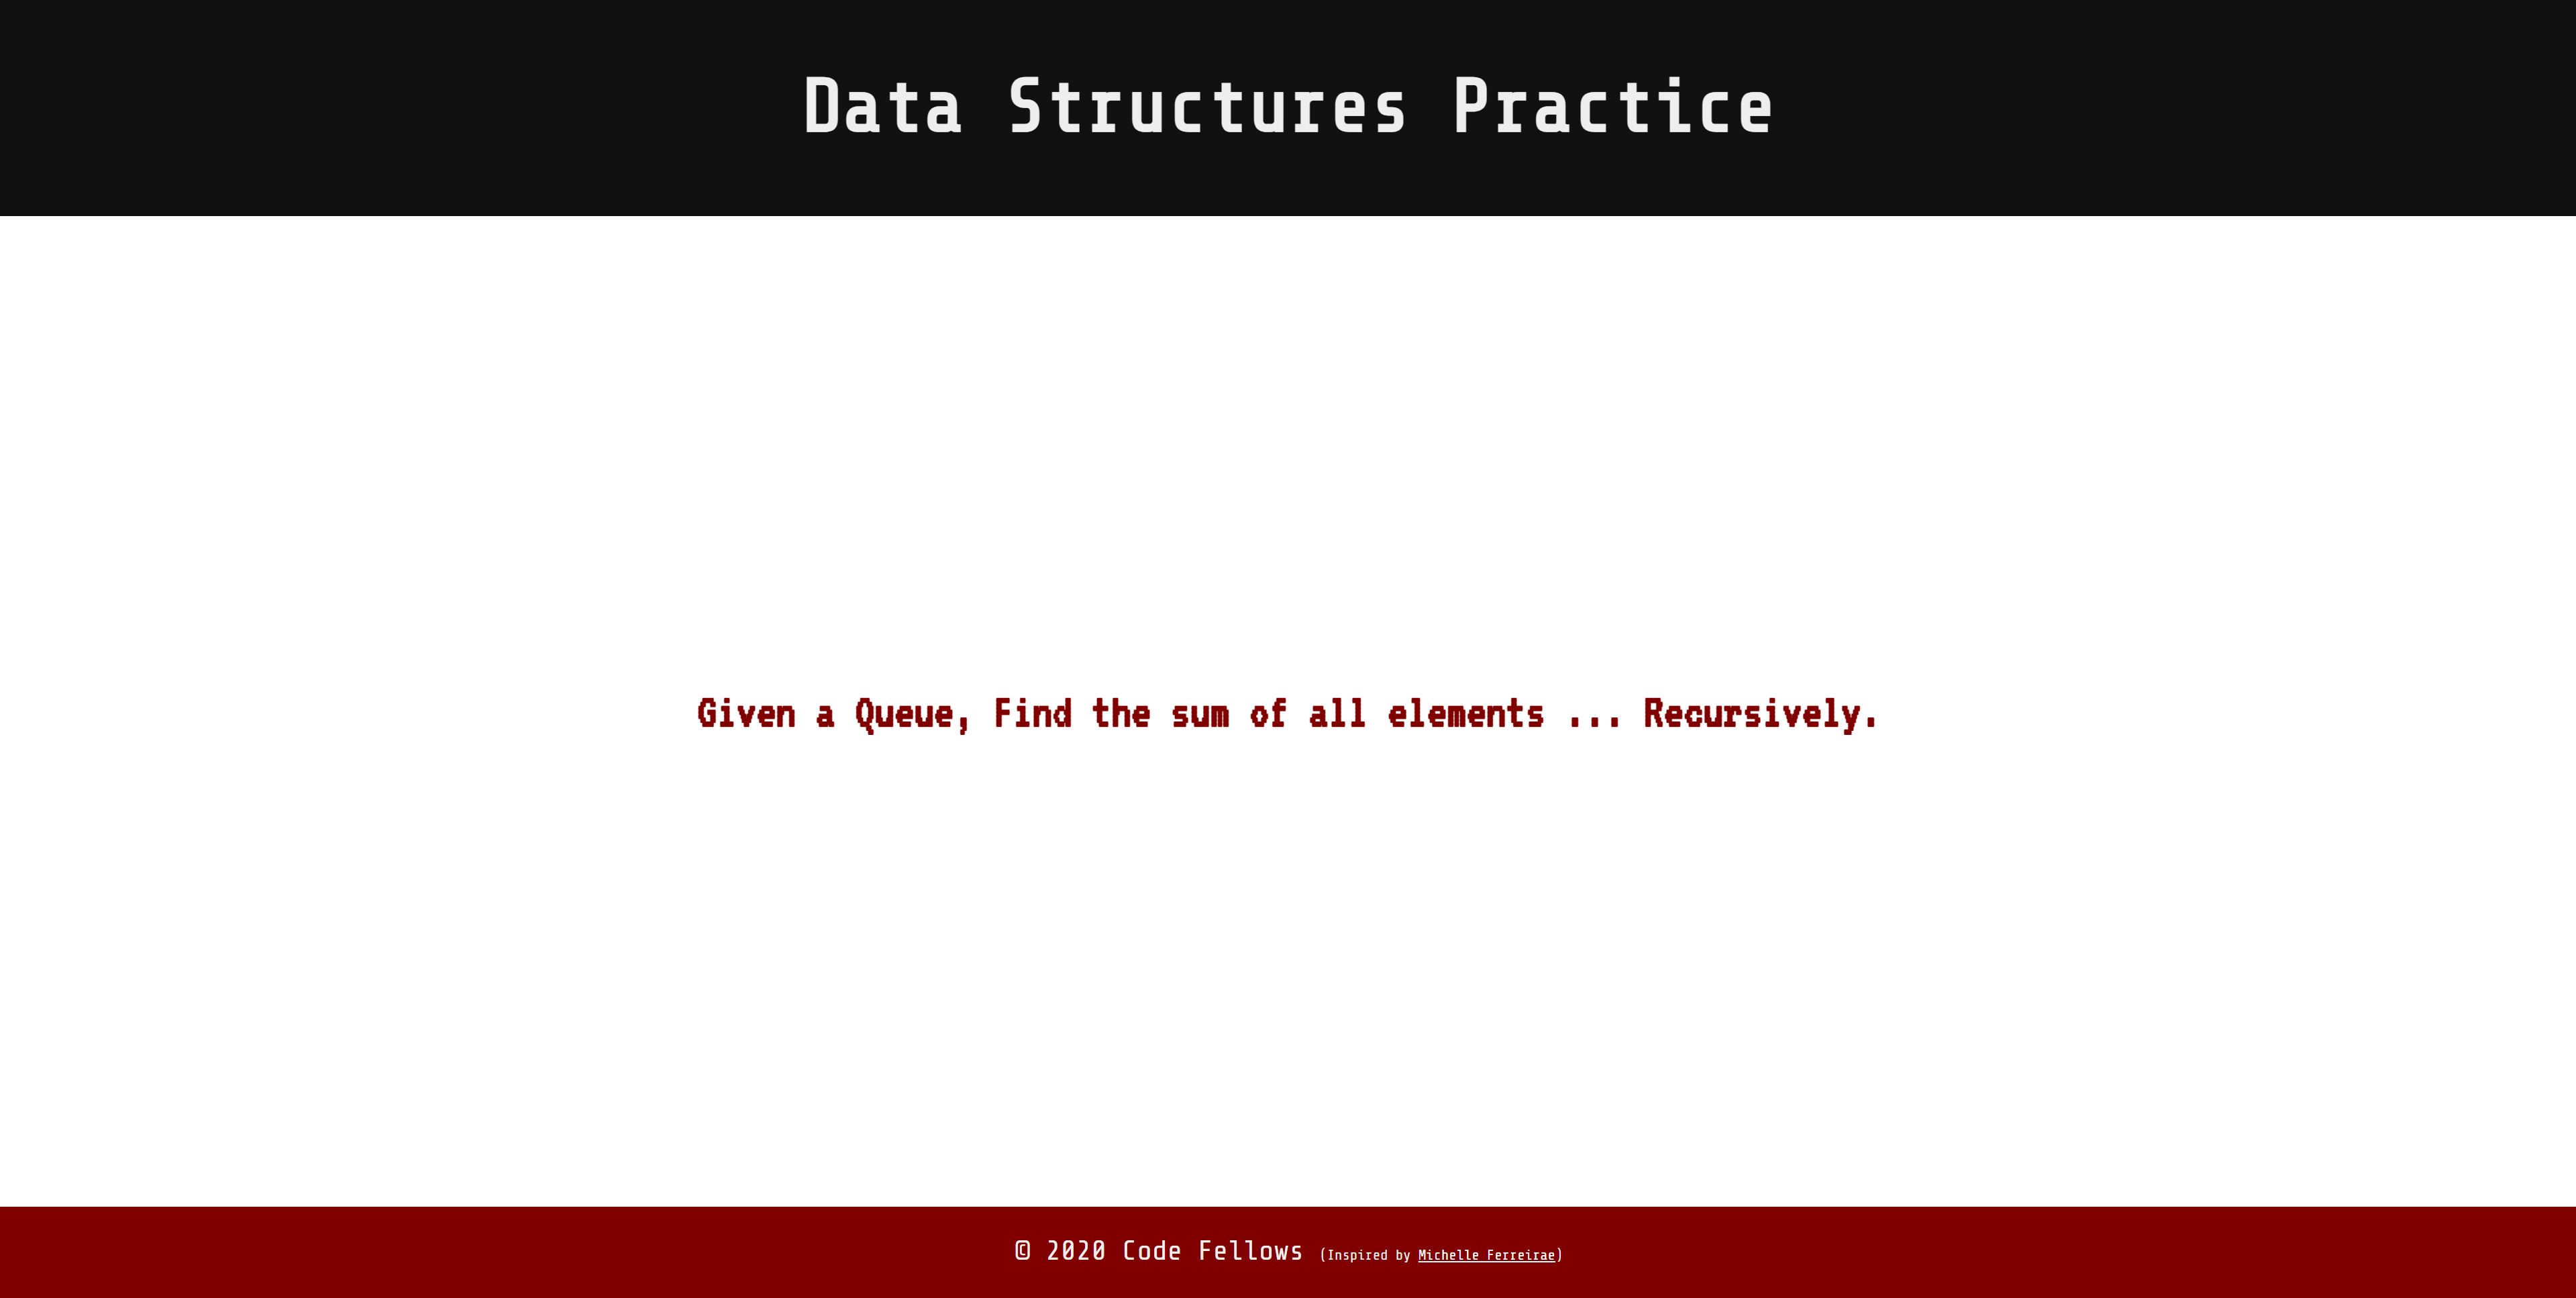 Data Structures Practice
Given a Queue, Find the sum of all elements ... Recursively.
© 2020 Code Fellows (Inspired by Michelle Ferreirae)